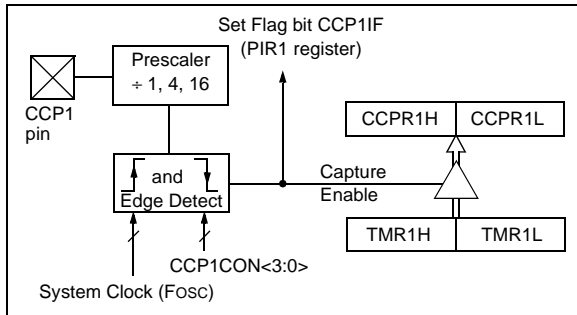 Set Flag bit CCP1IF
(PIR1 register)
Prescaler
÷ 1, 4, 16
CCP1
pin
CCPR1H CCPR1L
and
Edge Detect
Capture
Enable
TMR1H TMR1L
CCP1CON<3:0>
System Clock (FOSC)